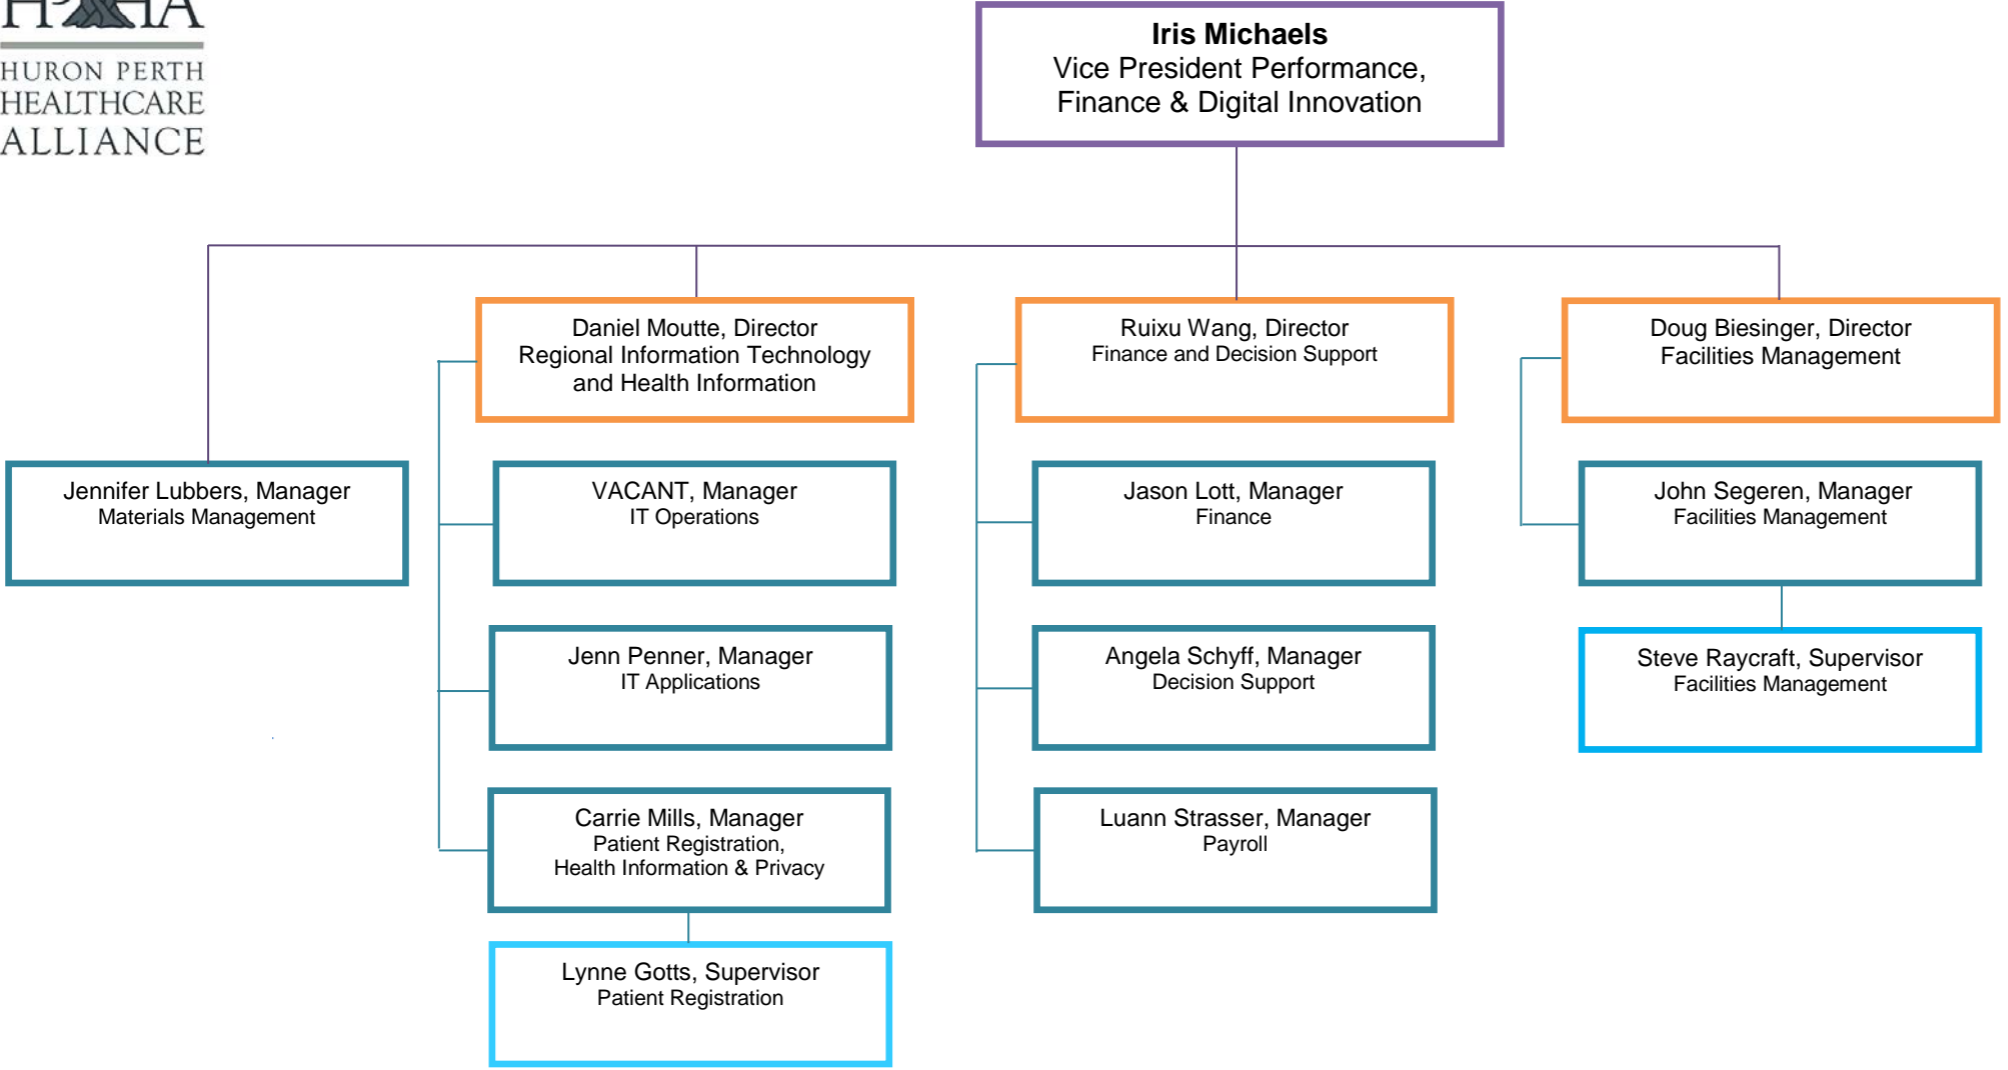 HPHA
HURON PERTH
HEALTHCARE
ALLIANCE
Iris Michaels
Vice President Performance,
Finance & Digital Innovation
Daniel Moutte, Director
Regional Information Technology
and Health Information
Ruixu Wang, Director
Finance and Decision Support
Doug Biesinger, Director
Facilities Management
Jennifer Lubbers, Manager
Materials Management
VACANT, Manager
IT Operations
Jason Lott, Manager
Finance
John Segeren, Manager
Facilities Management
Jenn Penner, Manager
IT Applications
Angela Schyff, Manager
Decision Support
Steve Raycraft, Supervisor
Facilities Management
Carrie Mills, Manager
Patient Registration,
Health Information & Privacy
Luann Strasser, Manager
Payroll
Lynne Gotts, Supervisor
Patient Registration